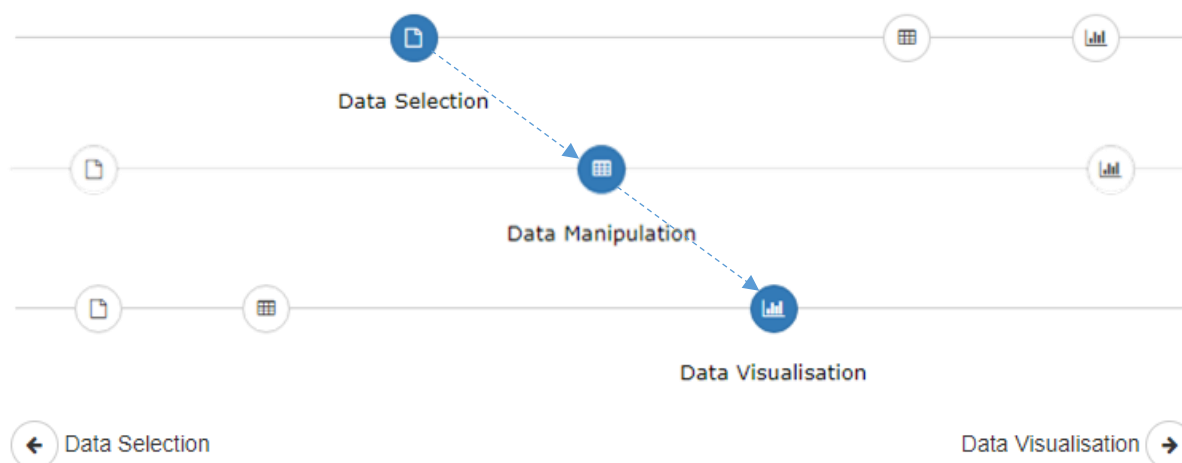 Data Selection
Data Manipulation
Data Visualisation
Data Selection
Data Visualisation